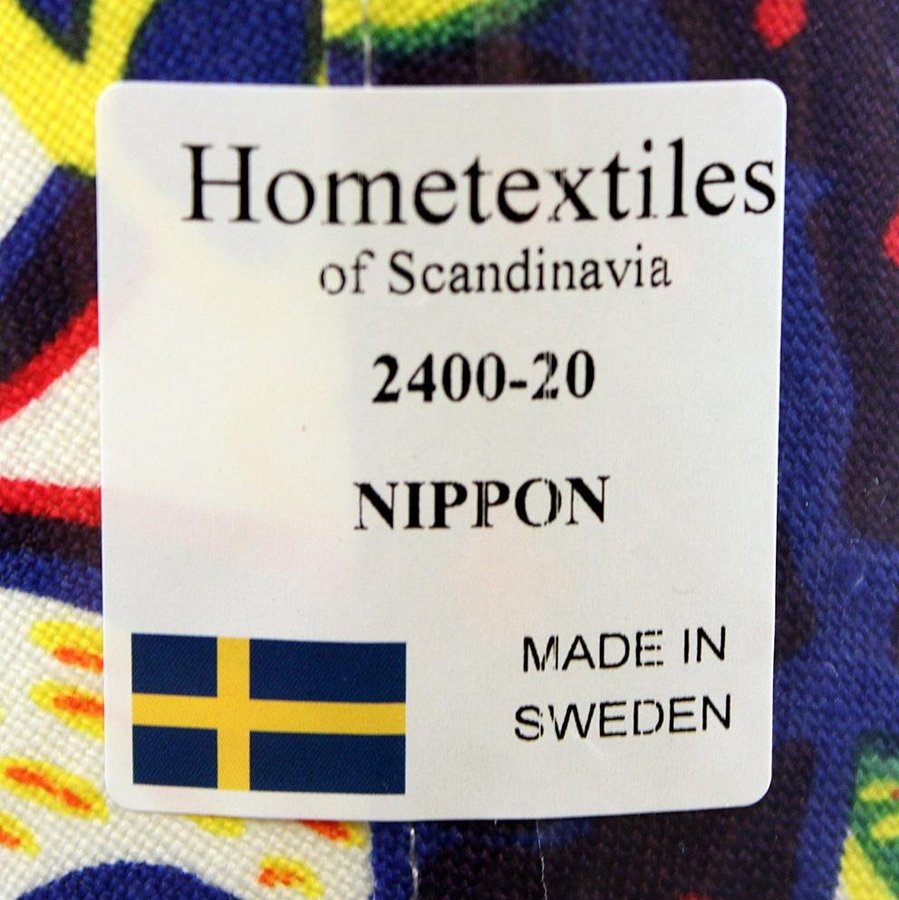 Hometextiles
of Scandinavia
2400-20
NIPPON
MADE IN
SWEDEN